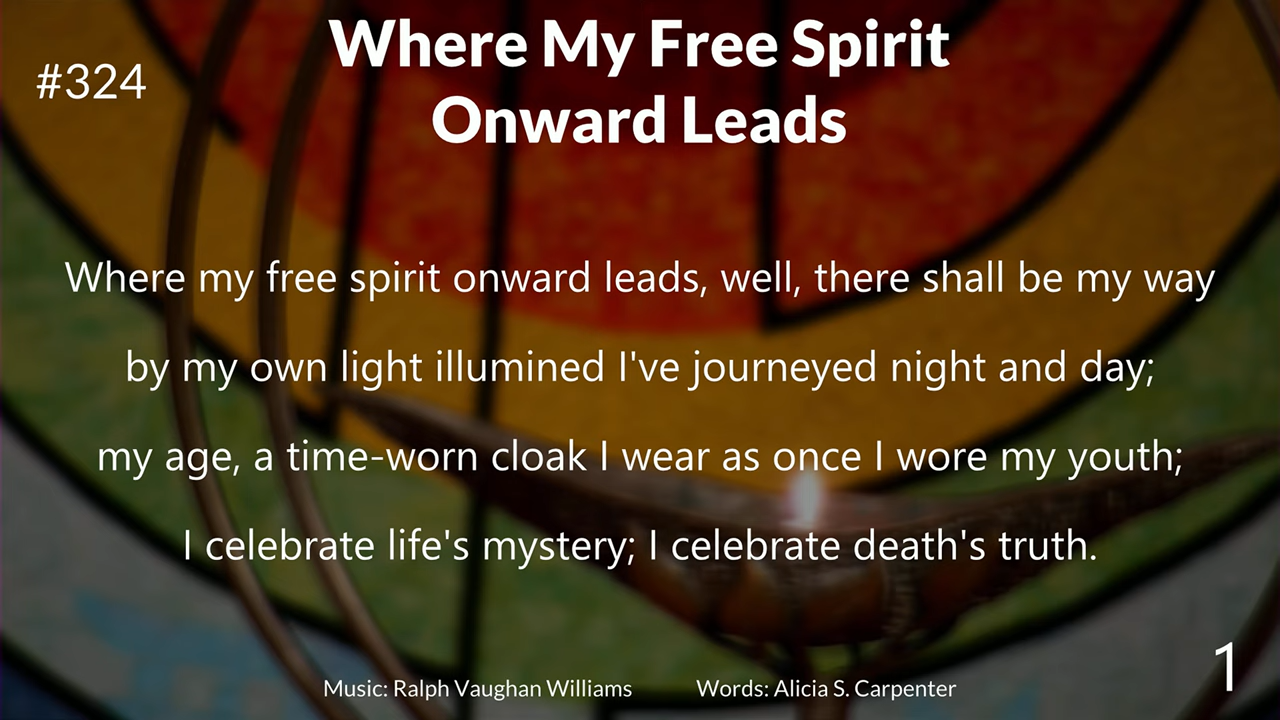 Where My Free Spirit
Onward Leads
#324
Where my free spirit onward leads, well, there shall be my way
by my own light illumined I've journeyed night and day;
my age, a time-worn cloak I wear as once I wore my youth;
I celebrate life's mystery; I celebrate death's truth.
Music: Ralph Vaughan Williams
Words: Alicia S. Carpenter
1